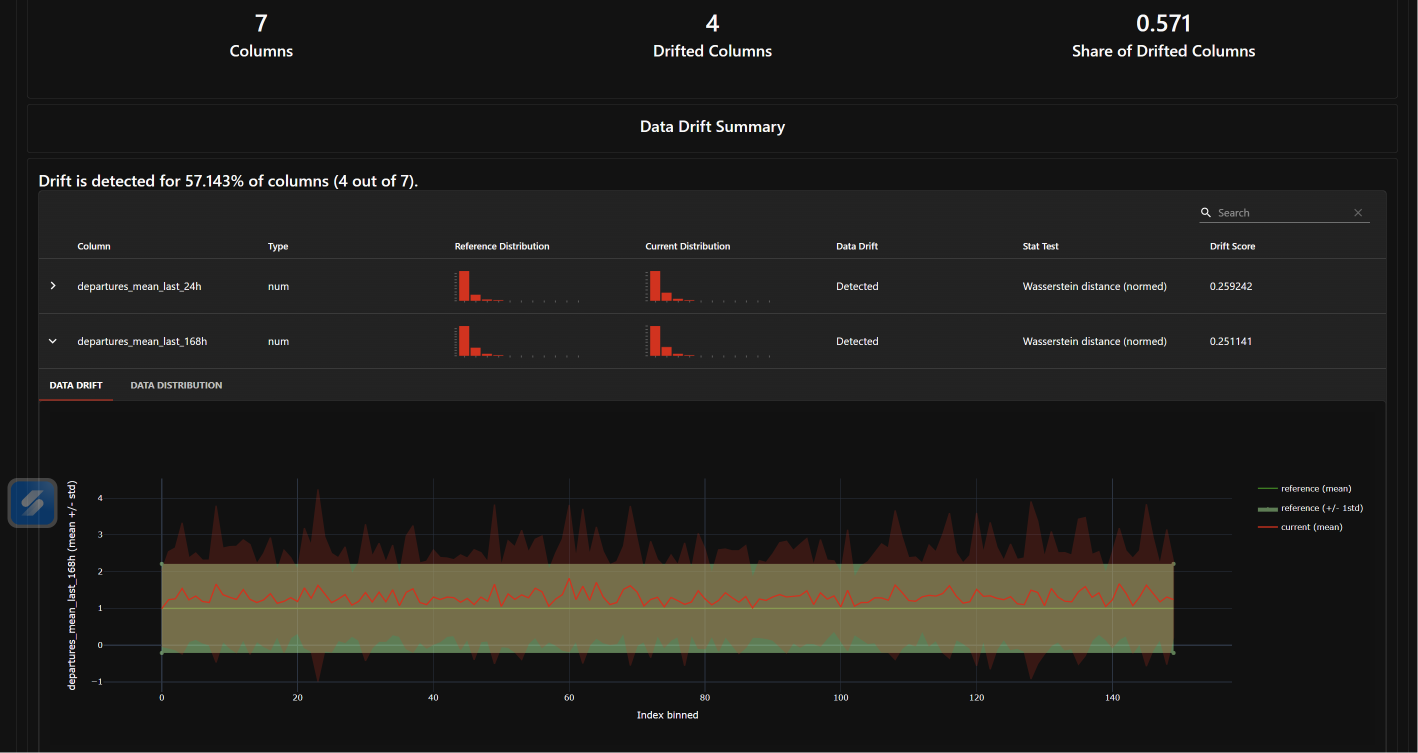 7 4 0.571
Columns Drifted Columns Share of Drifted Columns
Data Drift Summary
Drift is detected for 57.143% of columns (4 out of 7).
Search
Column Type Reference Distribution Current Distribution Data Drift Stat Test Drift Score
departures_mean_last_24h num Detected Wasserstein distance (normed) 0.259242
departures_mean_last_168h num Detected Wasserstein distance (normed) 0.251141
DATA DRIFT DATA DISTRIBUTION
departures_mean_last_168h (mean +/- std)
4
3
2
1
0
−1
0 20 40 60 80 100 120 140
Index binned
reference (mean)
reference (+/- 1std)
current (mean)